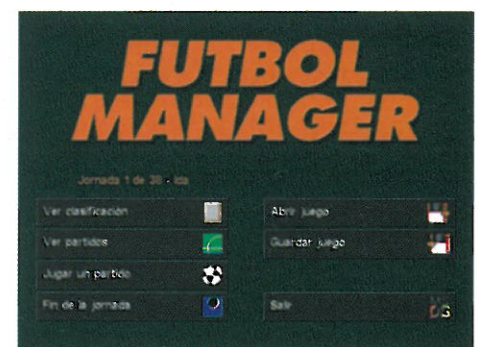 FUTBOL
MANAGER
Jornada 1 de 38 - Ida
Ver clasificación
Ver partidos
Jugar un partido
Fin de la jornada
Abrir juego
Guardar juego
Salir